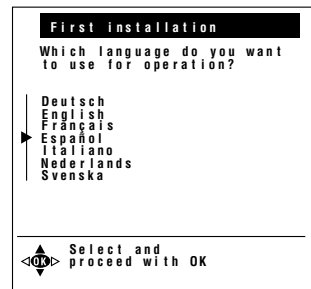 First installation
Which language do you want
to use for operation?
Deutsch
English
Français
Español
Italiano
Nederlands
Svenska
Select and
OK proceed with OK